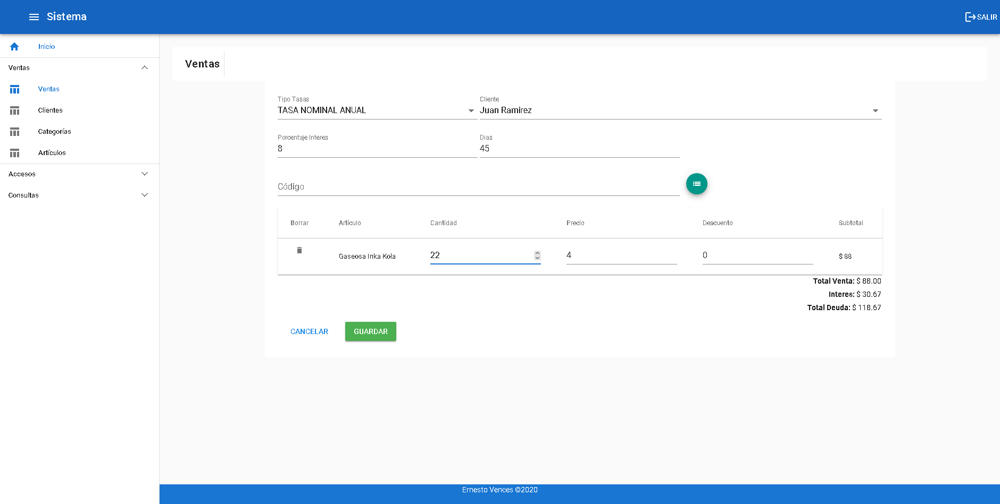 Sistema
SALIR
Inicio
Ventas
Ventas
Clientes
Categorías
Artículos
Accesos
Consultas
Ventas
Tipo Tasas
Cliente
TASA NOMINAL ANUAL
Juan Ramirez
Porcentaje Interes
Dias
8
45
Código
Borrar Artículo Cantidad Precio Descuento Subtotal
Gaseosa Inka Kola 22 4 0 $ 88
Total Venta: $ 88.00
Interes: $ 30.67
Total Deuda: $ 118.67
CANCELAR GUARDAR
Ernesto Vences ©2020